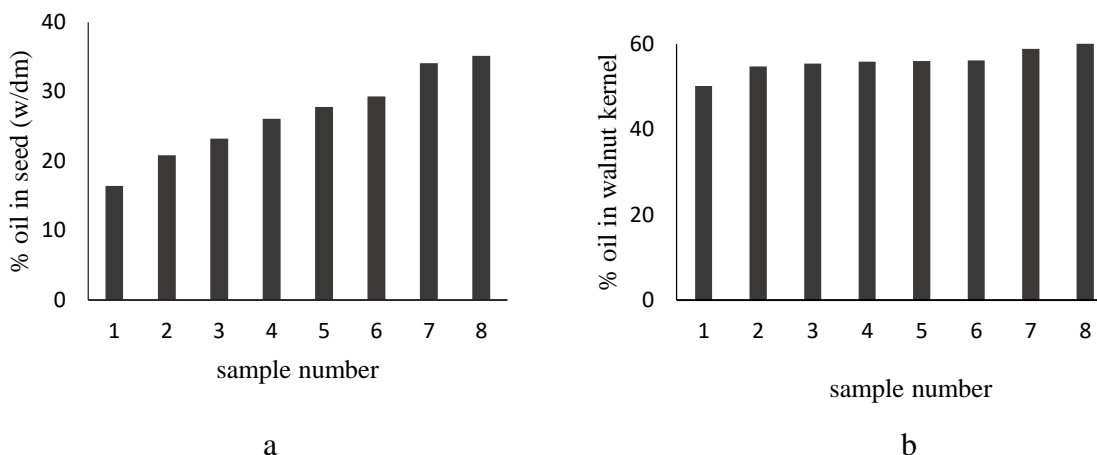 % oil in seed (w/dm)
40
30
20
10
0
1 2 3 4 5 6 7 8
sample number
a
% oil in walnut kernel
60
40
20
0
1 2 3 4 5 6 7 8
sample number
b